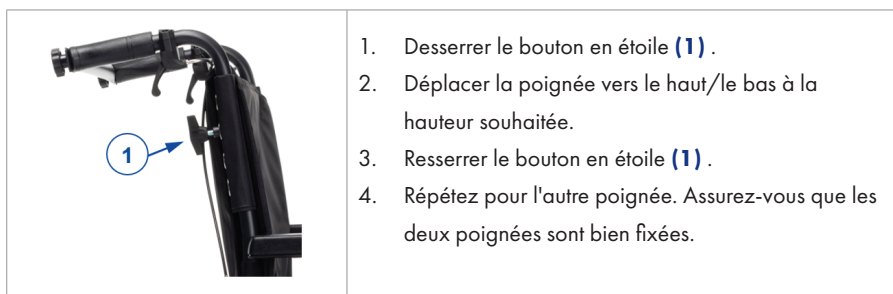 1
1. Desserrer le bouton en étoile (1) .
2. Déplacer la poignée vers le haut/le bas à la
hauteur souhaitée.
3. Resserrer le bouton en étoile (1) .
4. Répétez pour l'autre poignée. Assurez-vous que les
deux poignées sont bien fixées.